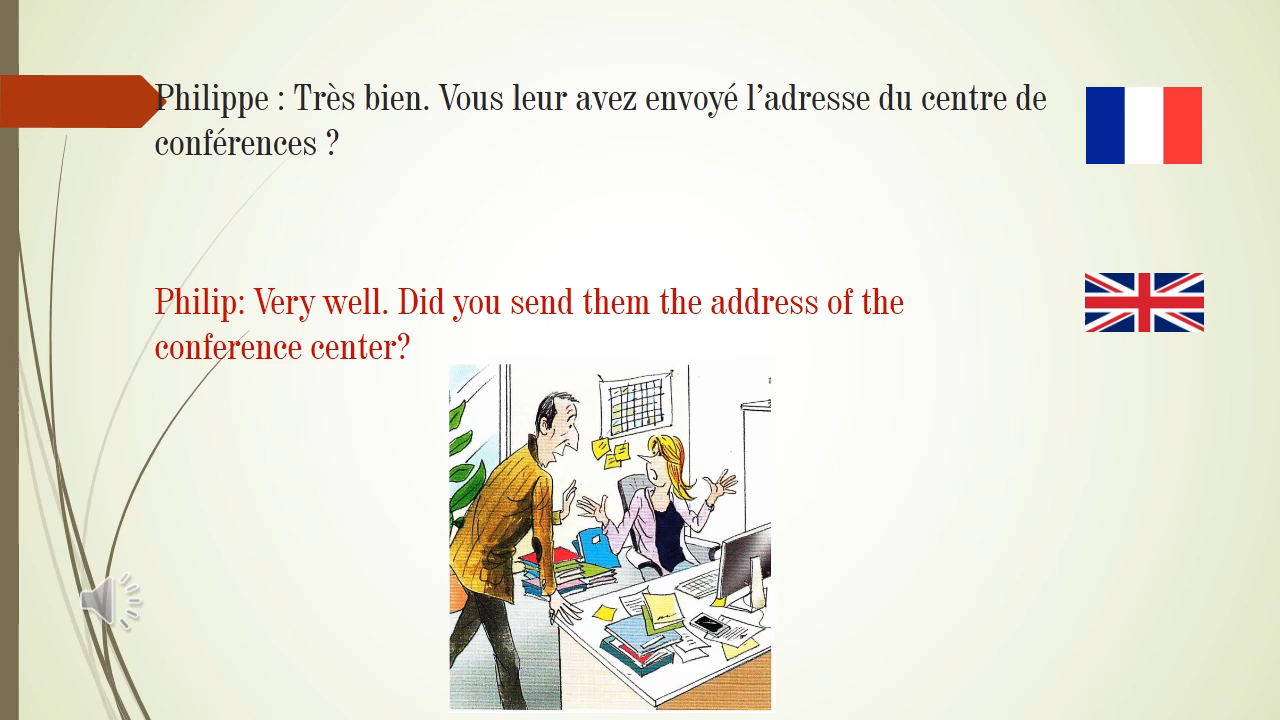 Philippe : Très bien. Vous leur avez envoyé l’adresse du centre de
conférences ?
Philip: Very well. Did you send them the address of the
conference center?